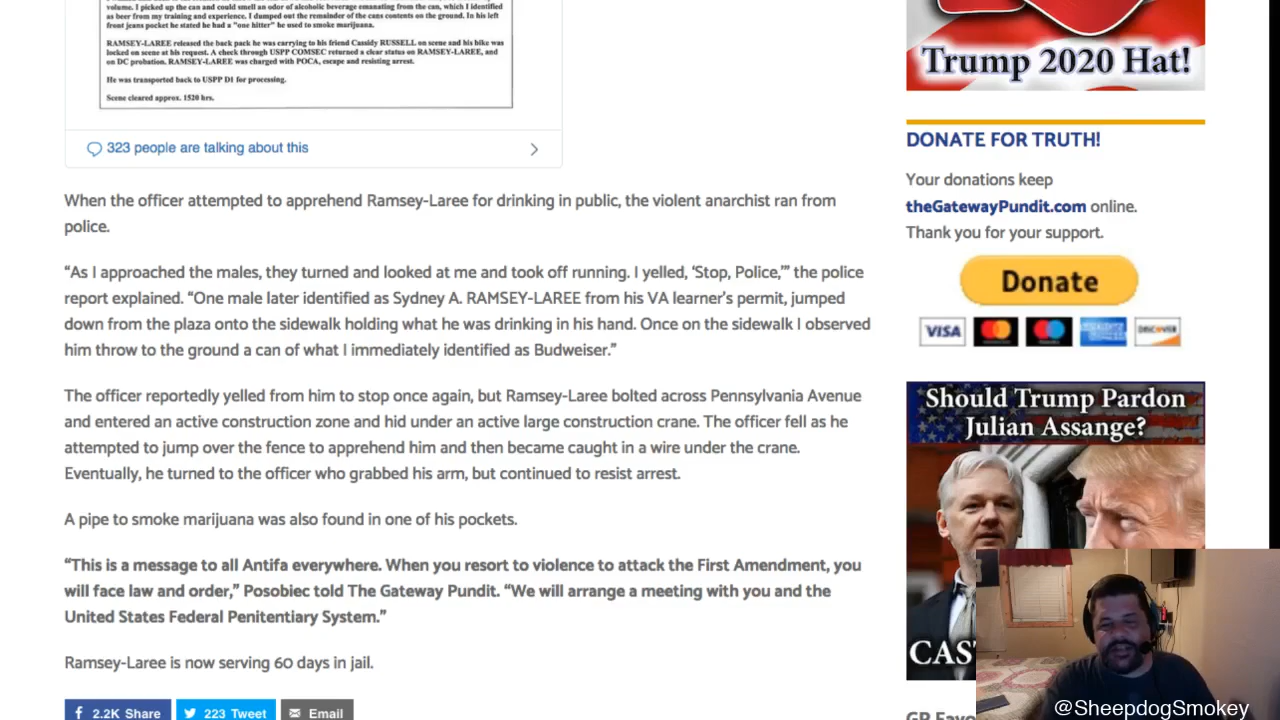 volume. I picked up the can and could smell an odor of alcoholic beverage emanating from the can, which I identified
as beer from my training and experience. I dumped out the remainder of the cans contents on the ground. In his left
front jeans pocket he stated he had a "one hitter" he used to smoke marijuana.
RAMSEY-LAREE released the back pack he was carrying to his friend Cassidy RUSSELL on scene and his bike was
locked on scene at his request. A check through USPP COMSEC returned a clear status on RAMSEY-LAREE, and
on DC probation. RAMSEY-LAREE was charged with POCA, escape and resisting arrest.
He was transported back to USPP D1 for processing.
Scene cleared approx. 1520 hrs.
323 people are talking about this
When the officer attempted to apprehend Ramsey-Laree for drinking in public, the violent anarchist ran from
police.
“As I approached the males, they turned and looked at me and took off running. I yelled, ‘Stop, Police,’” the police
report explained. “One male later identified as Sydney A. RAMSEY-LAREE from his VA learner’s permit, jumped
down from the plaza onto the sidewalk holding what he was drinking in his hand. Once on the sidewalk I observed
him throw to the ground a can of what I immediately identified as Budweiser.”
The officer reportedly yelled from him to stop once again, but Ramsey-Laree bolted across Pennsylvania Avenue
and entered an active construction zone and hid under an active large construction crane. The officer fell as he
attempted to jump over the fence to apprehend him and then became caught in a wire under the crane.
Eventually, he turned to the officer who grabbed his arm, but continued to resist arrest.
A pipe to smoke marijuana was also found in one of his pockets.
“This is a message to all Antifa everywhere. When you resort to violence to attack the First Amendment, you
will face law and order,” Posobiec told The Gateway Pundit. “We will arrange a meeting with you and the
United States Federal Penitentiary System.”
Ramsey-Laree is now serving 60 days in jail.
2.2K Share
223 Tweet
Email
Trump 2020 Hat!
DONATE FOR TRUTH!
Your donations keep
theGatewayPundit.com online.
Thank you for your support.
Donate
VISA
MasterCard
Maestro
AMERICAN EXPRESS
DISCOVER
Should Trump Pardon
Julian Assange?
CAS
@SheepdogSmokey